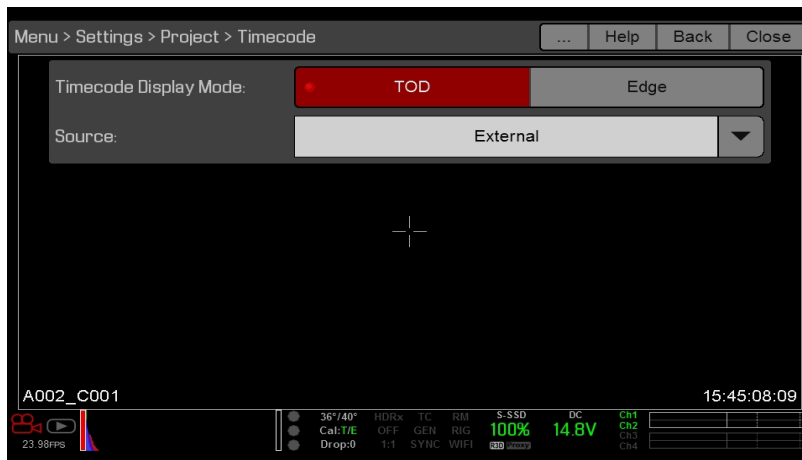 Menu > Settings > Project > Timecode ... Help Back Close
Timecode Display Mode: TOD Edge
Source: External
A002_C001 15:45:08:09
36°/40° HDRx TC RM S-SSD DC Ch1
Cal:T/E OFF GEN RIG 100% 14.8V Ch2
23.98FPS Drop:0 1:1 SYNC WIFI R3D Proxy Ch3
Ch4